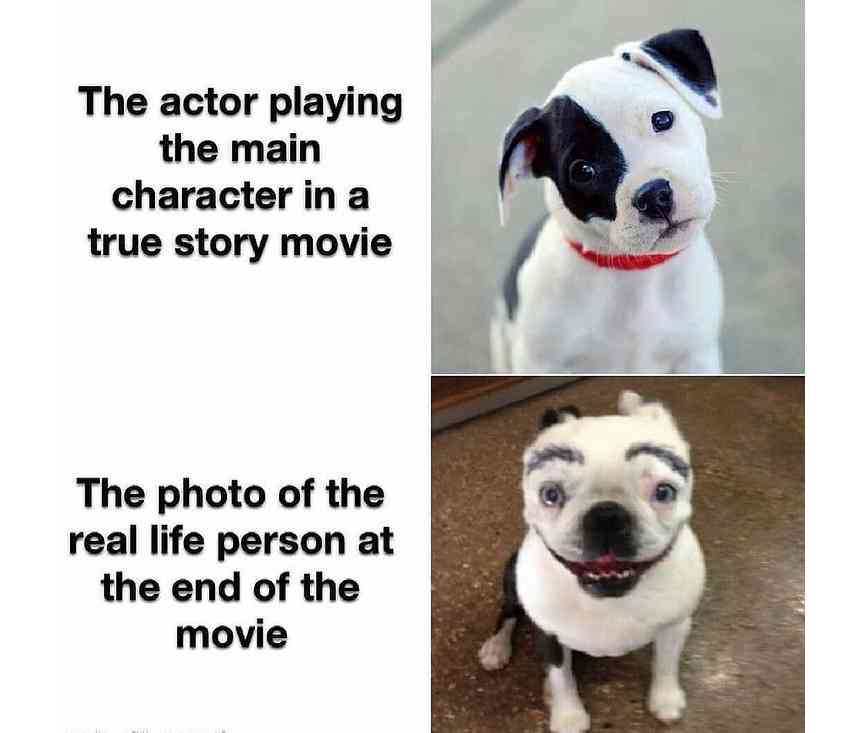 The actor playing
the main
character in a
true story movie
The photo of the
real life person at
the end of the
movie